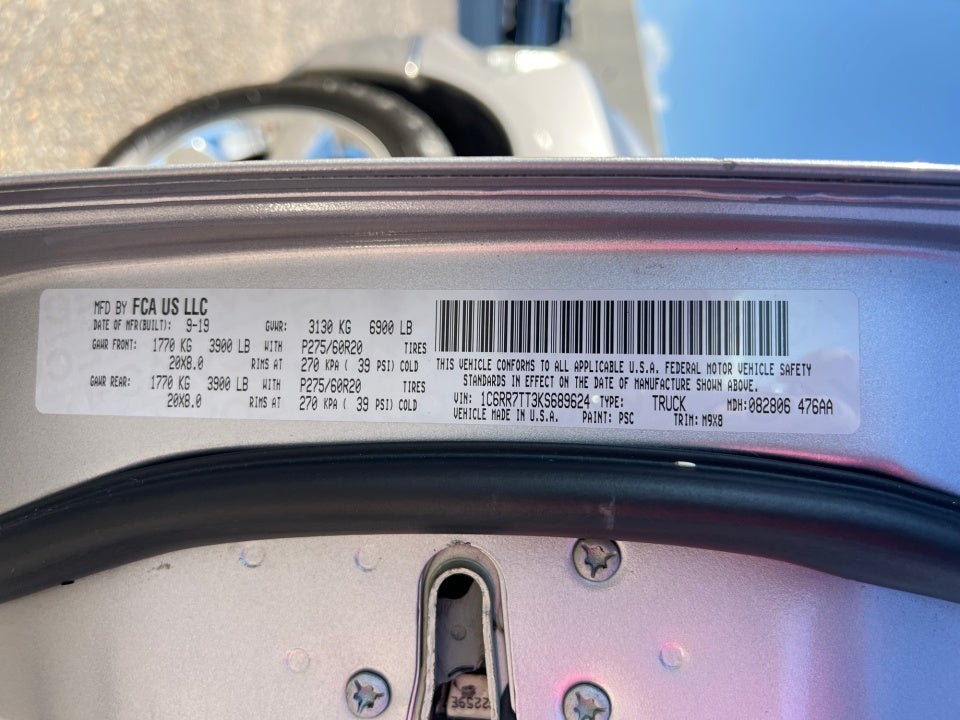 MFD BY FCA US LLC
DATE OF MFR(BUILT): 9-19 GVWR: 3130 KG 6900 LB
GAWR FRONT: 1770 KG 3900 LB WITH P275/60R20 TIRES
20X8.0 RIMS AT 270 KPA ( 39 PSI) COLD
GAWR REAR: 1770 KG 3900 LB WITH P275/60R20 TIRES
20X8.0 RIMS AT 270 KPA ( 39 PSI) COLD
THIS VEHICLE CONFORMS TO ALL APPLICABLE U.S.A. FEDERAL MOTOR VEHICLE SAFETY
STANDARDS IN EFFECT ON THE DATE OF MANUFACTURE SHOWN ABOVE.
VIN: 1C6RR7TT3KS689624 TYPE: TRUCK MDH:082806 476AA
VEHICLE MADE IN U.S.A. PAINT: PSC TRIM: M9X8